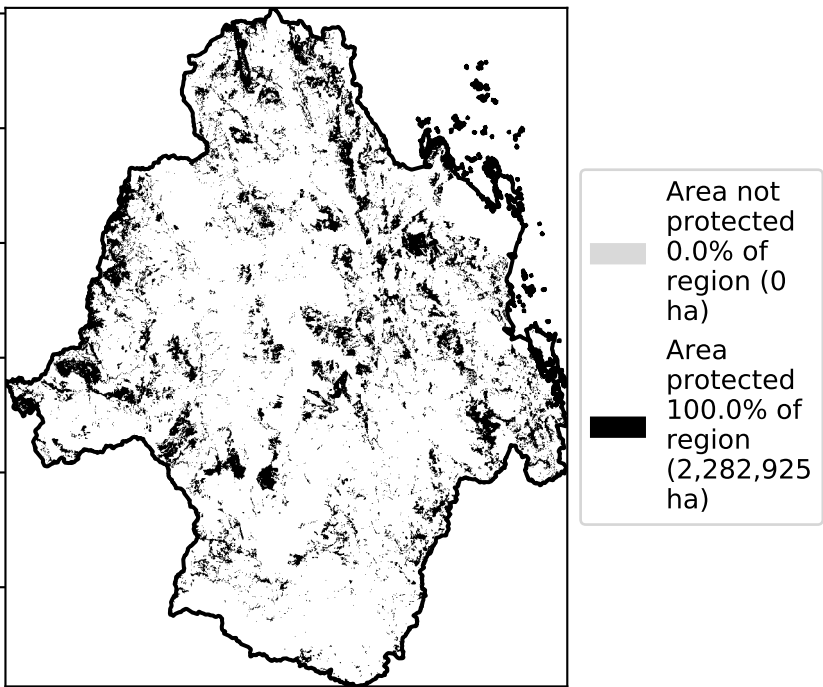 Area not
protected
0.0% of
region (0
ha)
Area
protected
100.0% of
region
(2,282,925
ha)